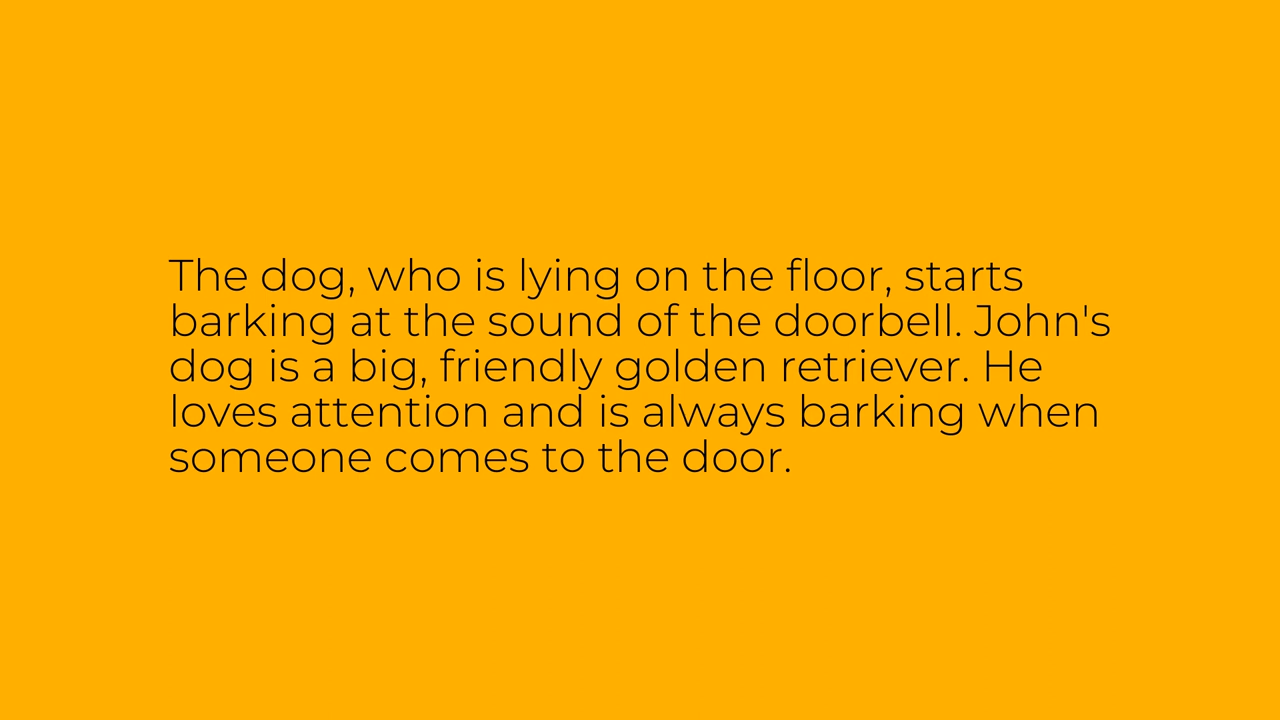 The dog, who is lying on the floor, starts
barking at the sound of the doorbell. John's
dog is a big, friendly golden retriever. He
loves attention and is always barking when
someone comes to the door.